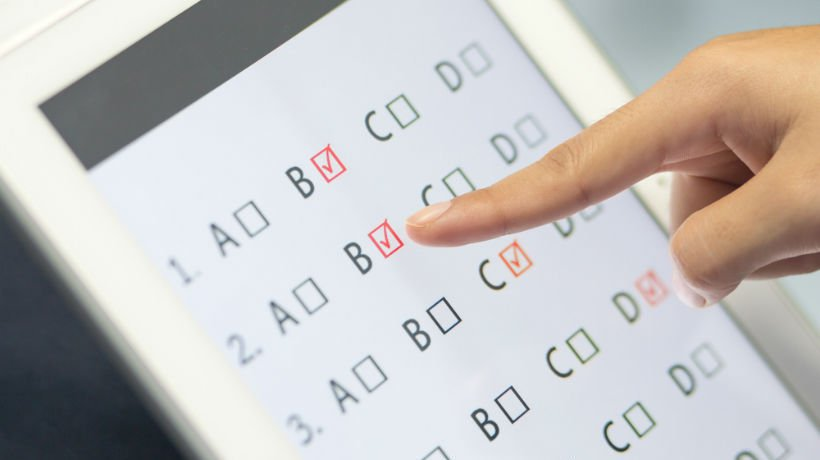 1. A B C D
2. A B C D
3. A B C D
B C D
C D